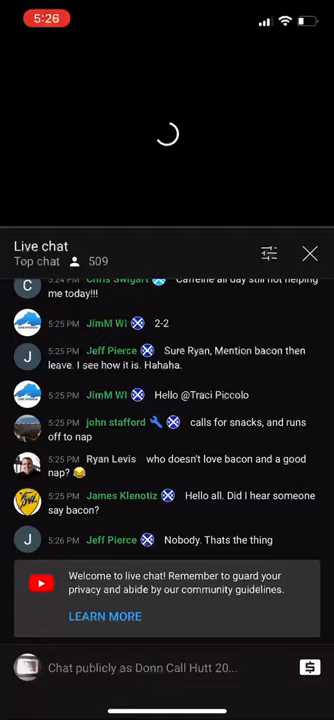 5:26
Live chat
Top chat 509
C 5:24 PM Chris Swigart Caffeine all day still not helping
me today!!!
5:25 PM JimM WI 2-2
J 5:25 PM Jeff Pierce Sure Ryan, Mention bacon then
leave. I see how it is. Hahaha.
5:25 PM JimM WI Hello @Traci Piccolo
5:25 PM john stafford calls for snacks, and runs
off to nap
5:25 PM Ryan Levis who doesn't love bacon and a good
nap? 😂
5:25 PM James Klenotiz Hello all. Did I hear someone
say bacon?
J 5:26 PM Jeff Pierce Nobody. Thats the thing
Welcome to live chat! Remember to guard your
privacy and abide by our community guidelines.
LEARN MORE
Chat publicly as Donn Call Hutt 20...